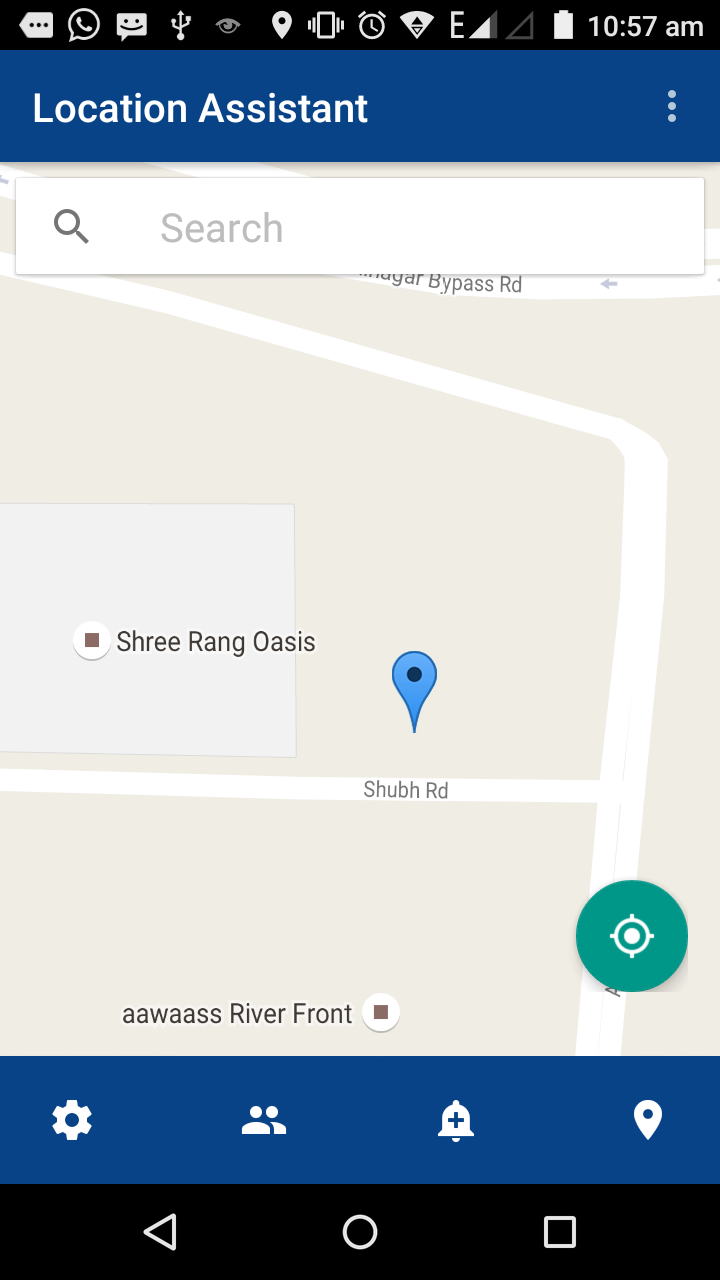 E
10:57 am
Location Assistant
Search
Bypass Rd
Shree Rang Oasis
Shubh Rd
aawaass River Front